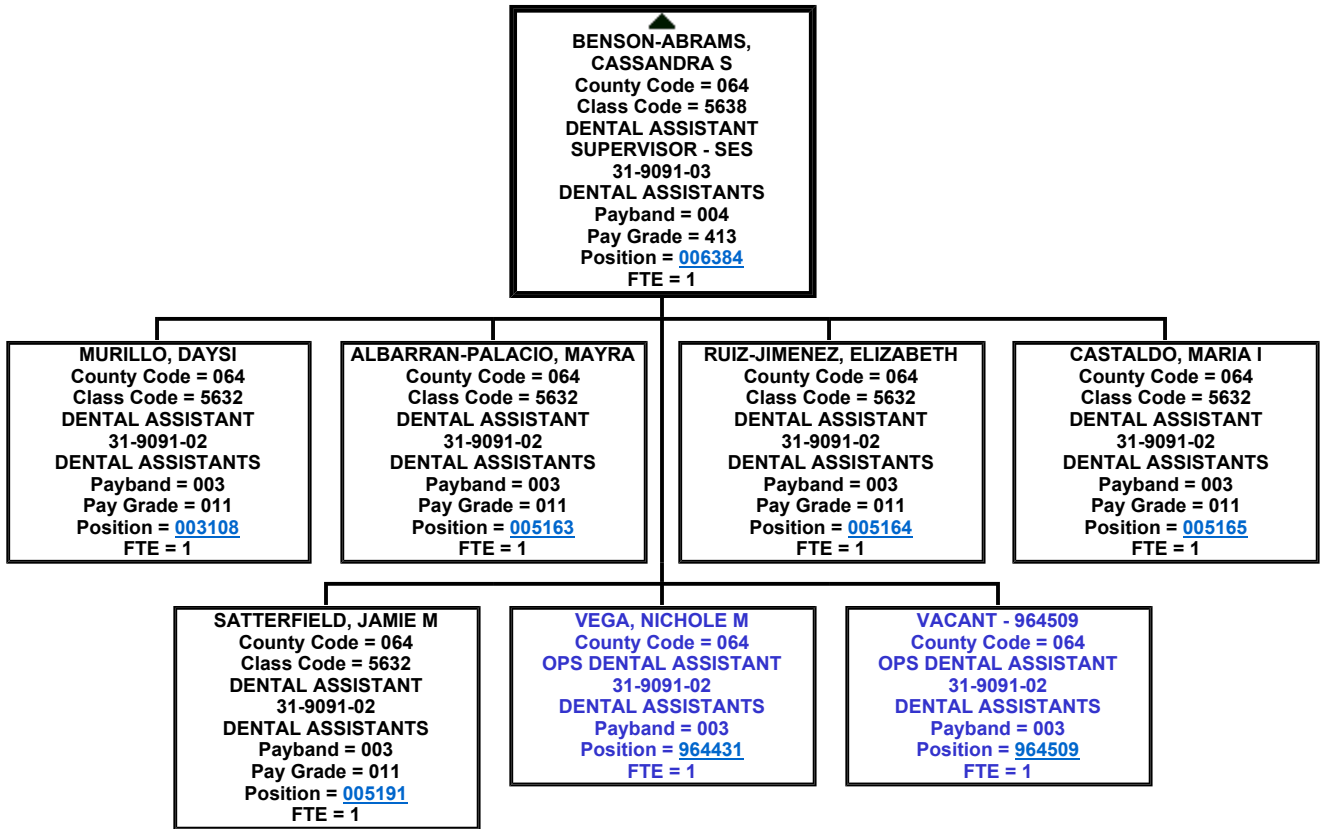 BENSON-ABRAMS,
CASSANDRA S
County Code = 064
Class Code = 5638
DENTAL ASSISTANT
SUPERVISOR - SES
31-9091-03
DENTAL ASSISTANTS
Payband = 004
Pay Grade = 413
Position = 006384
FTE = 1
MURILLO, DAYSI
County Code = 064
Class Code = 5632
DENTAL ASSISTANT
31-9091-02
DENTAL ASSISTANTS
Payband = 003
Pay Grade = 011
Position = 003108
FTE = 1
ALBARRAN-PALACIO, MAYRA
County Code = 064
Class Code = 5632
DENTAL ASSISTANT
31-9091-02
DENTAL ASSISTANTS
Payband = 003
Pay Grade = 011
Position = 005163
FTE = 1
RUIZ-JIMENEZ, ELIZABETH
County Code = 064
Class Code = 5632
DENTAL ASSISTANT
31-9091-02
DENTAL ASSISTANTS
Payband = 003
Pay Grade = 011
Position = 005164
FTE = 1
CASTALDO, MARIA I
County Code = 064
Class Code = 5632
DENTAL ASSISTANT
31-9091-02
DENTAL ASSISTANTS
Payband = 003
Pay Grade = 011
Position = 005165
FTE = 1
SATTERFIELD, JAMIE M
County Code = 064
Class Code = 5632
DENTAL ASSISTANT
31-9091-02
DENTAL ASSISTANTS
Payband = 003
Pay Grade = 011
Position = 005191
FTE = 1
VEGA, NICHOLE M
County Code = 064
OPS DENTAL ASSISTANT
31-9091-02
DENTAL ASSISTANTS
Payband = 003
Position = 964431
FTE = 1
VACANT - 964509
County Code = 064
OPS DENTAL ASSISTANT
31-9091-02
DENTAL ASSISTANTS
Payband = 003
Position = 964509
FTE = 1